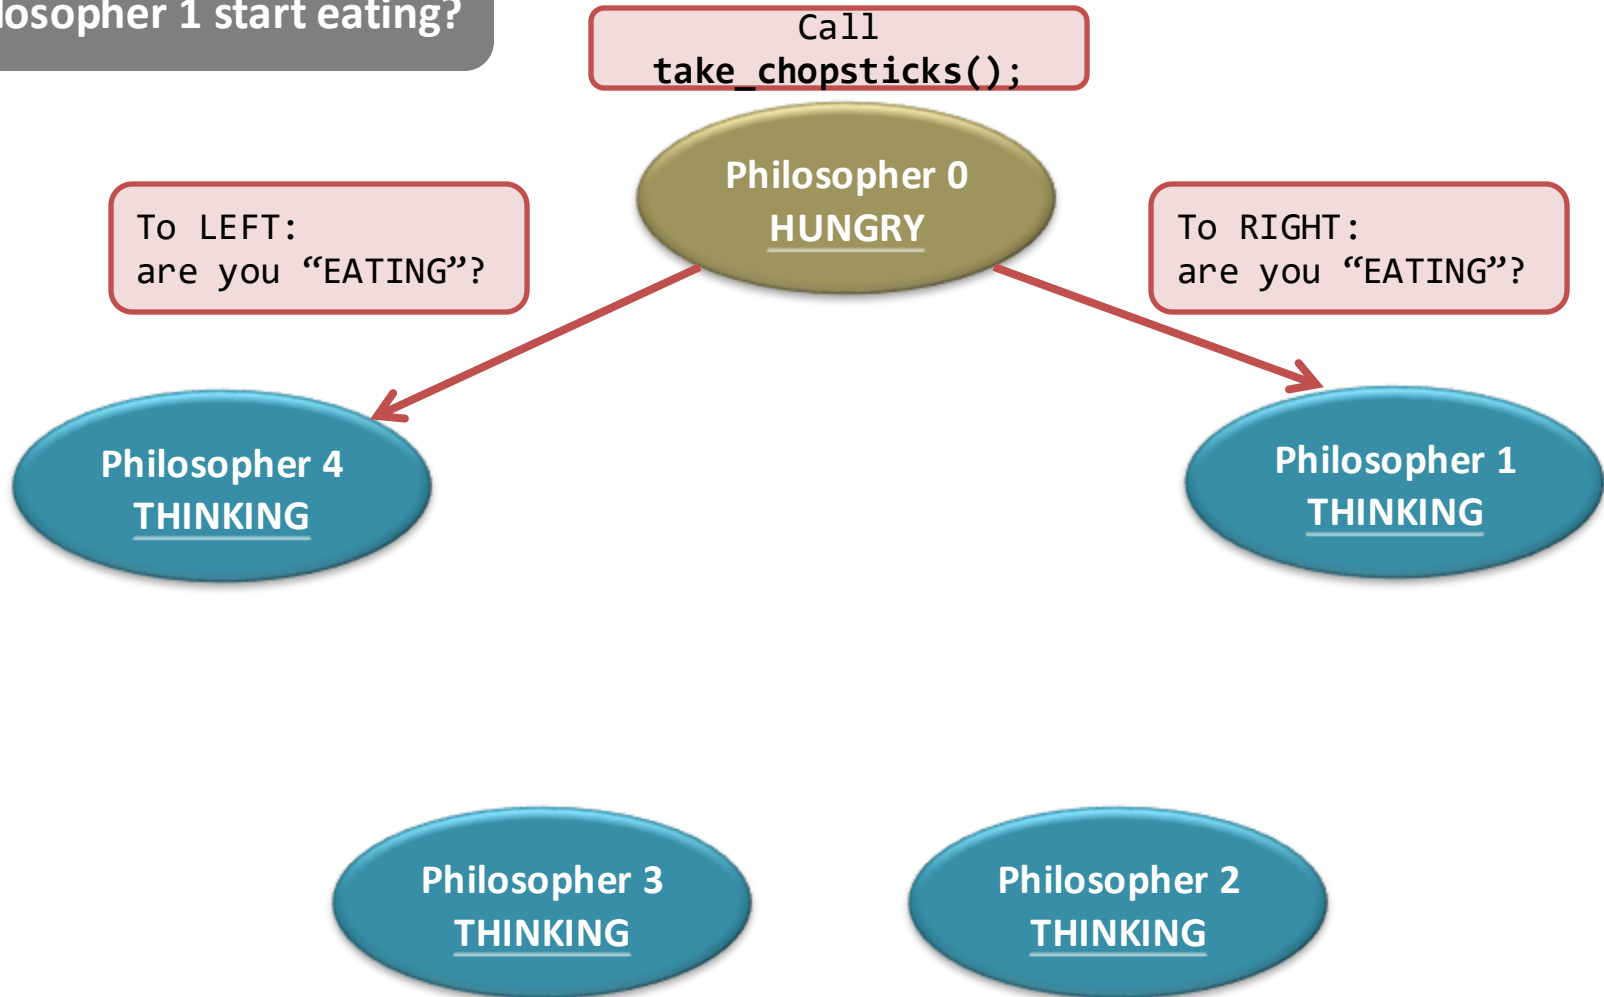 losopher 1 start eating?
Call
take_chopsticks();
Philosopher 0
HUNGRY
To LEFT:
are you “EATING”?
To RIGHT:
are you “EATING”?
Philosopher 4
THINKING
Philosopher 1
THINKING
Philosopher 3
THINKING
Philosopher 2
THINKING